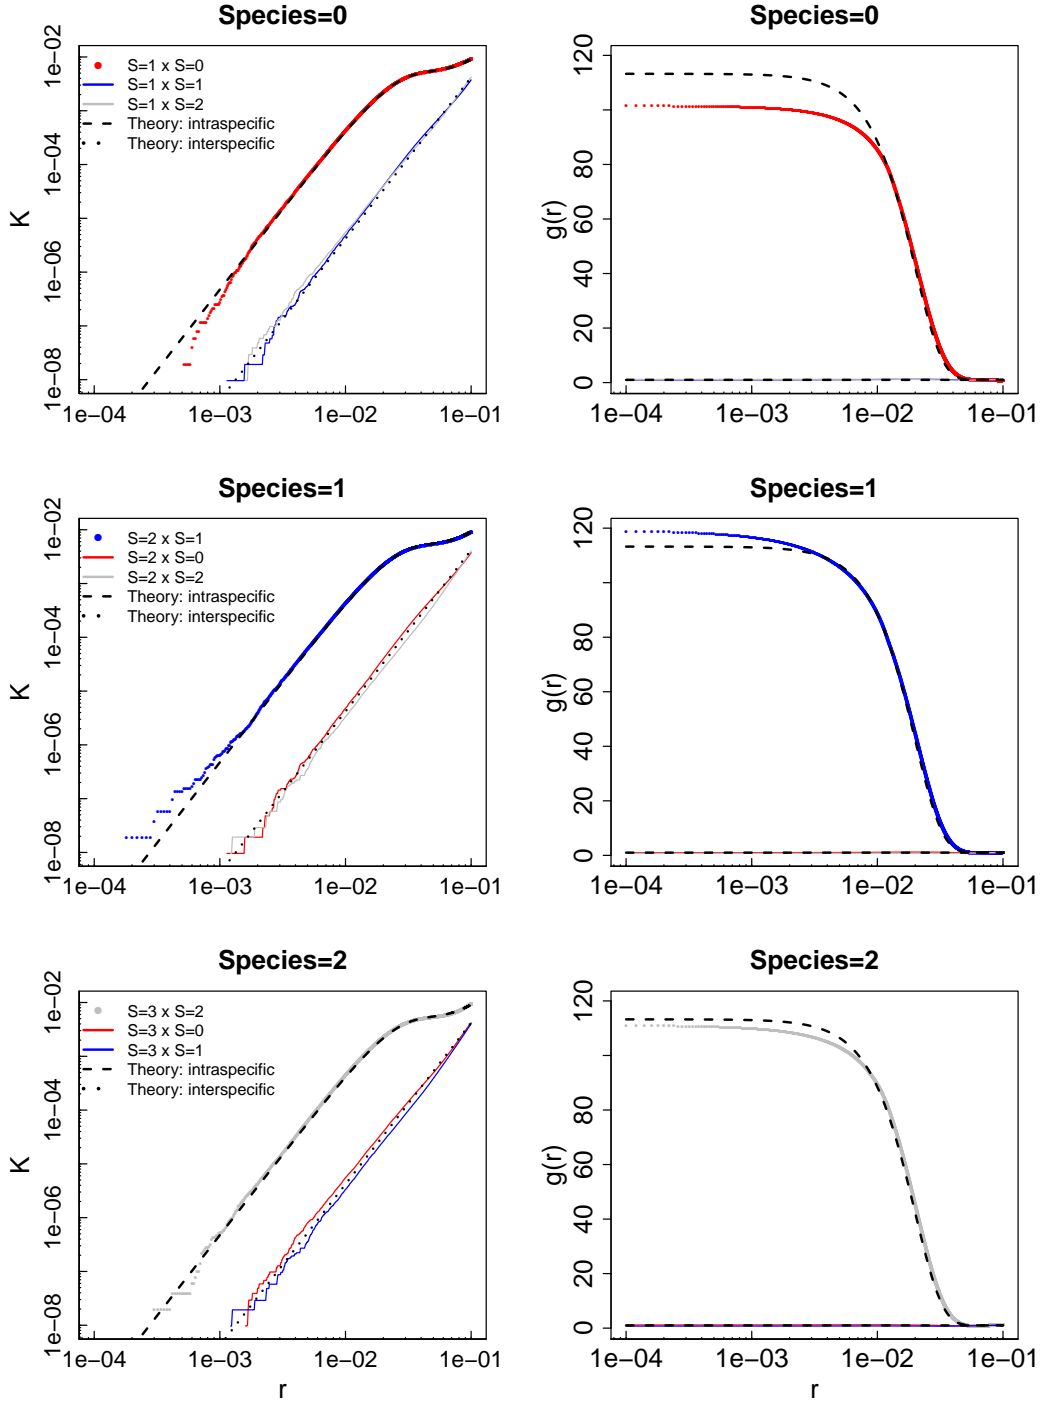 Species=0
K
1e-08 1e-06 1e-04 1e-02
S=1 x S=0
S=1 x S=1
S=1 x S=2
Theory: intraspecific
Theory: interspecific
1e-04 1e-03 1e-02 1e-01
Species=0
g(r)
0 20 40 60 80 120
1e-04 1e-03 1e-02 1e-01
Species=1
K
1e-08 1e-06 1e-04 1e-02
S=2 x S=1
S=2 x S=0
S=2 x S=2
Theory: intraspecific
Theory: interspecific
1e-04 1e-03 1e-02 1e-01
Species=1
g(r)
0 20 40 60 80 120
1e-04 1e-03 1e-02 1e-01
Species=2
K
1e-08 1e-06 1e-04 1e-02
S=3 x S=2
S=3 x S=0
S=3 x S=1
Theory: intraspecific
Theory: interspecific
1e-04 1e-03 1e-02 1e-01
r
Species=2
g(r)
0 20 40 60 80 120
1e-04 1e-03 1e-02 1e-01
r